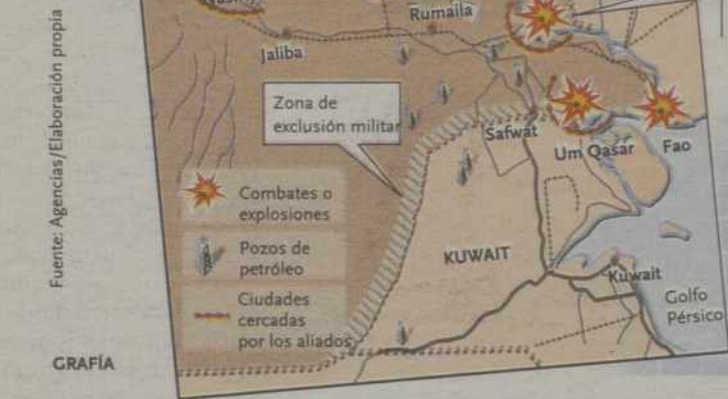 Rumaila
Jaliba
Zona de
exclusión militar
Safwat
Um Qasar
Fao
Combates o
explosiones
Pozos de
petróleo
KUWAIT
Kuwait
Golfo
Pérsico
Ciudades
cercadas
por los aliados
Fuente: Agencias/Elaboración propia
GRAFÍA